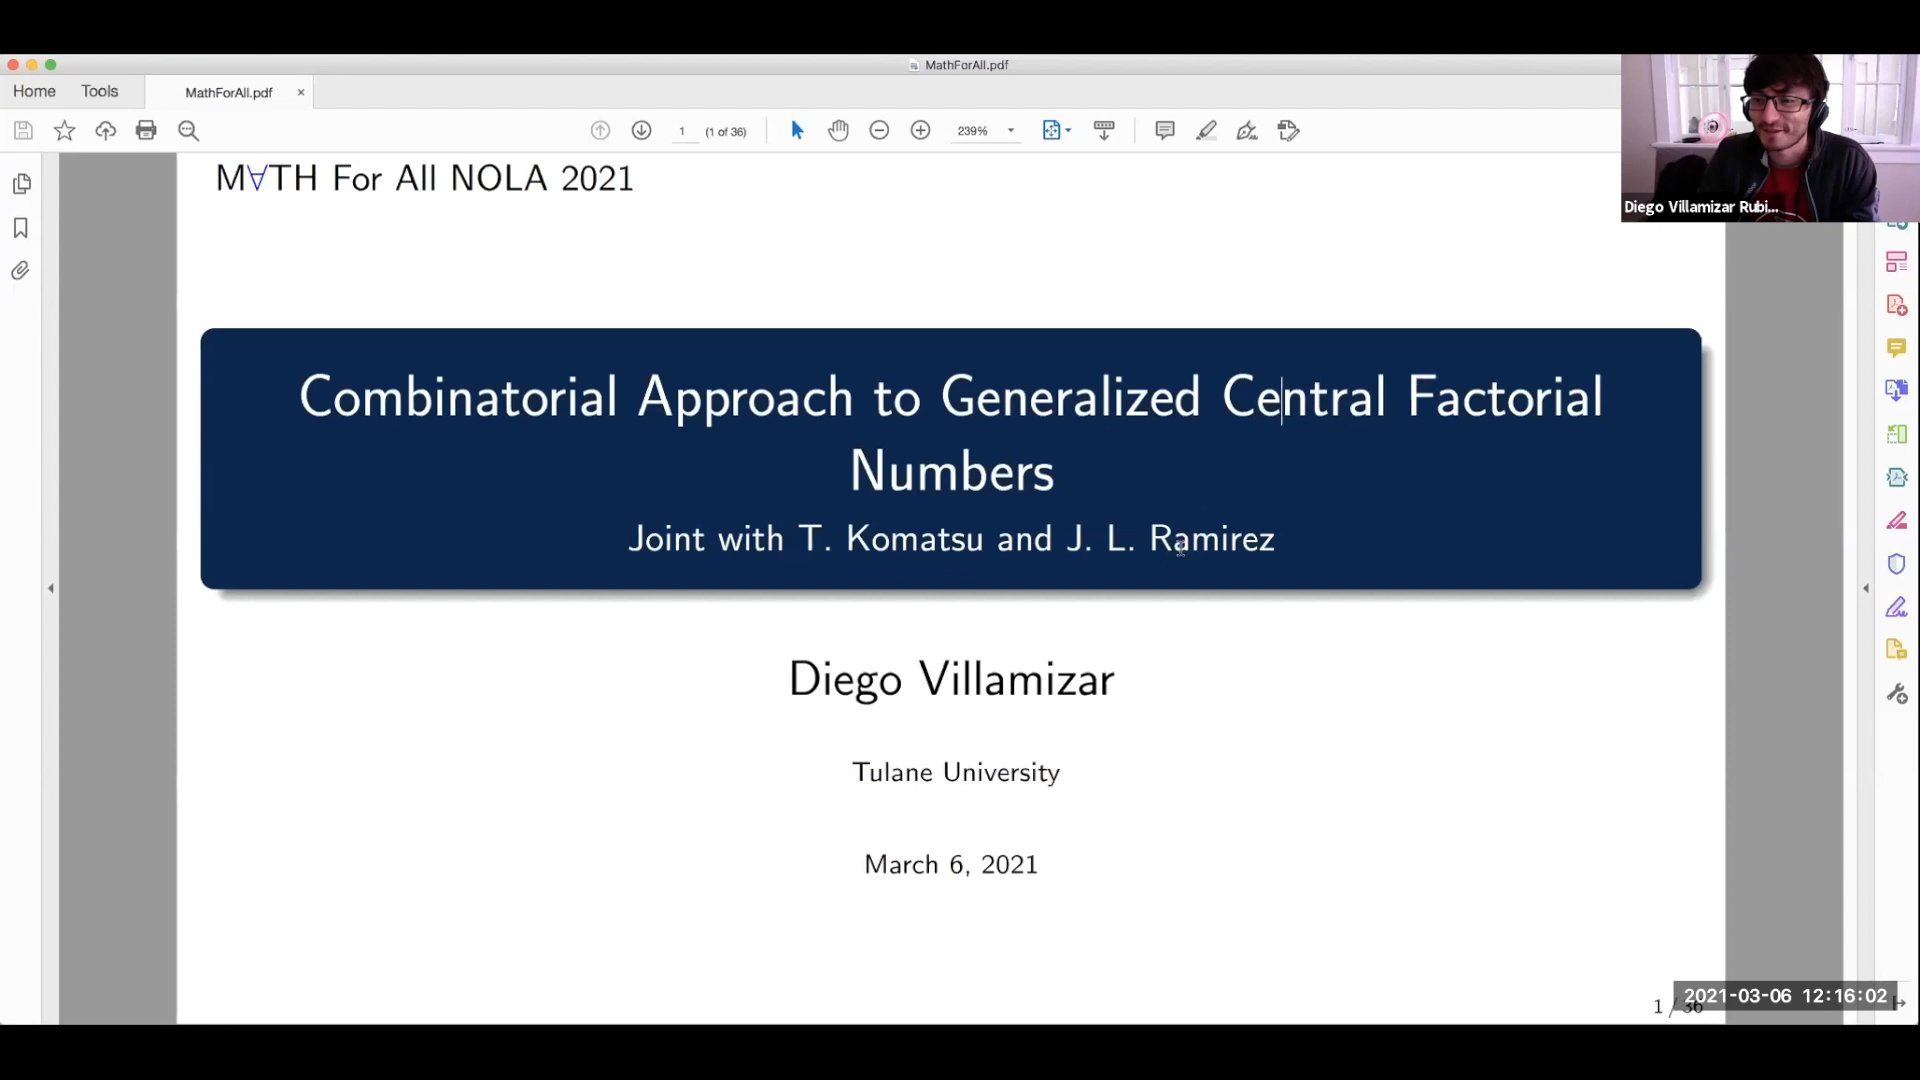 MathForAll.pdf
Home Tools MathForAll.pdf ×
1 (1 of 36) 239%
M∀TH For All NOLA 2021
Diego Villamizar Rubi...
Combinatorial Approach to Generalized Central Factorial
Numbers
Joint with T. Komatsu and J. L. Ramirez
Diego Villamizar
Tulane University
March 6, 2021
2021-03-06 12:16:02
1 / 36